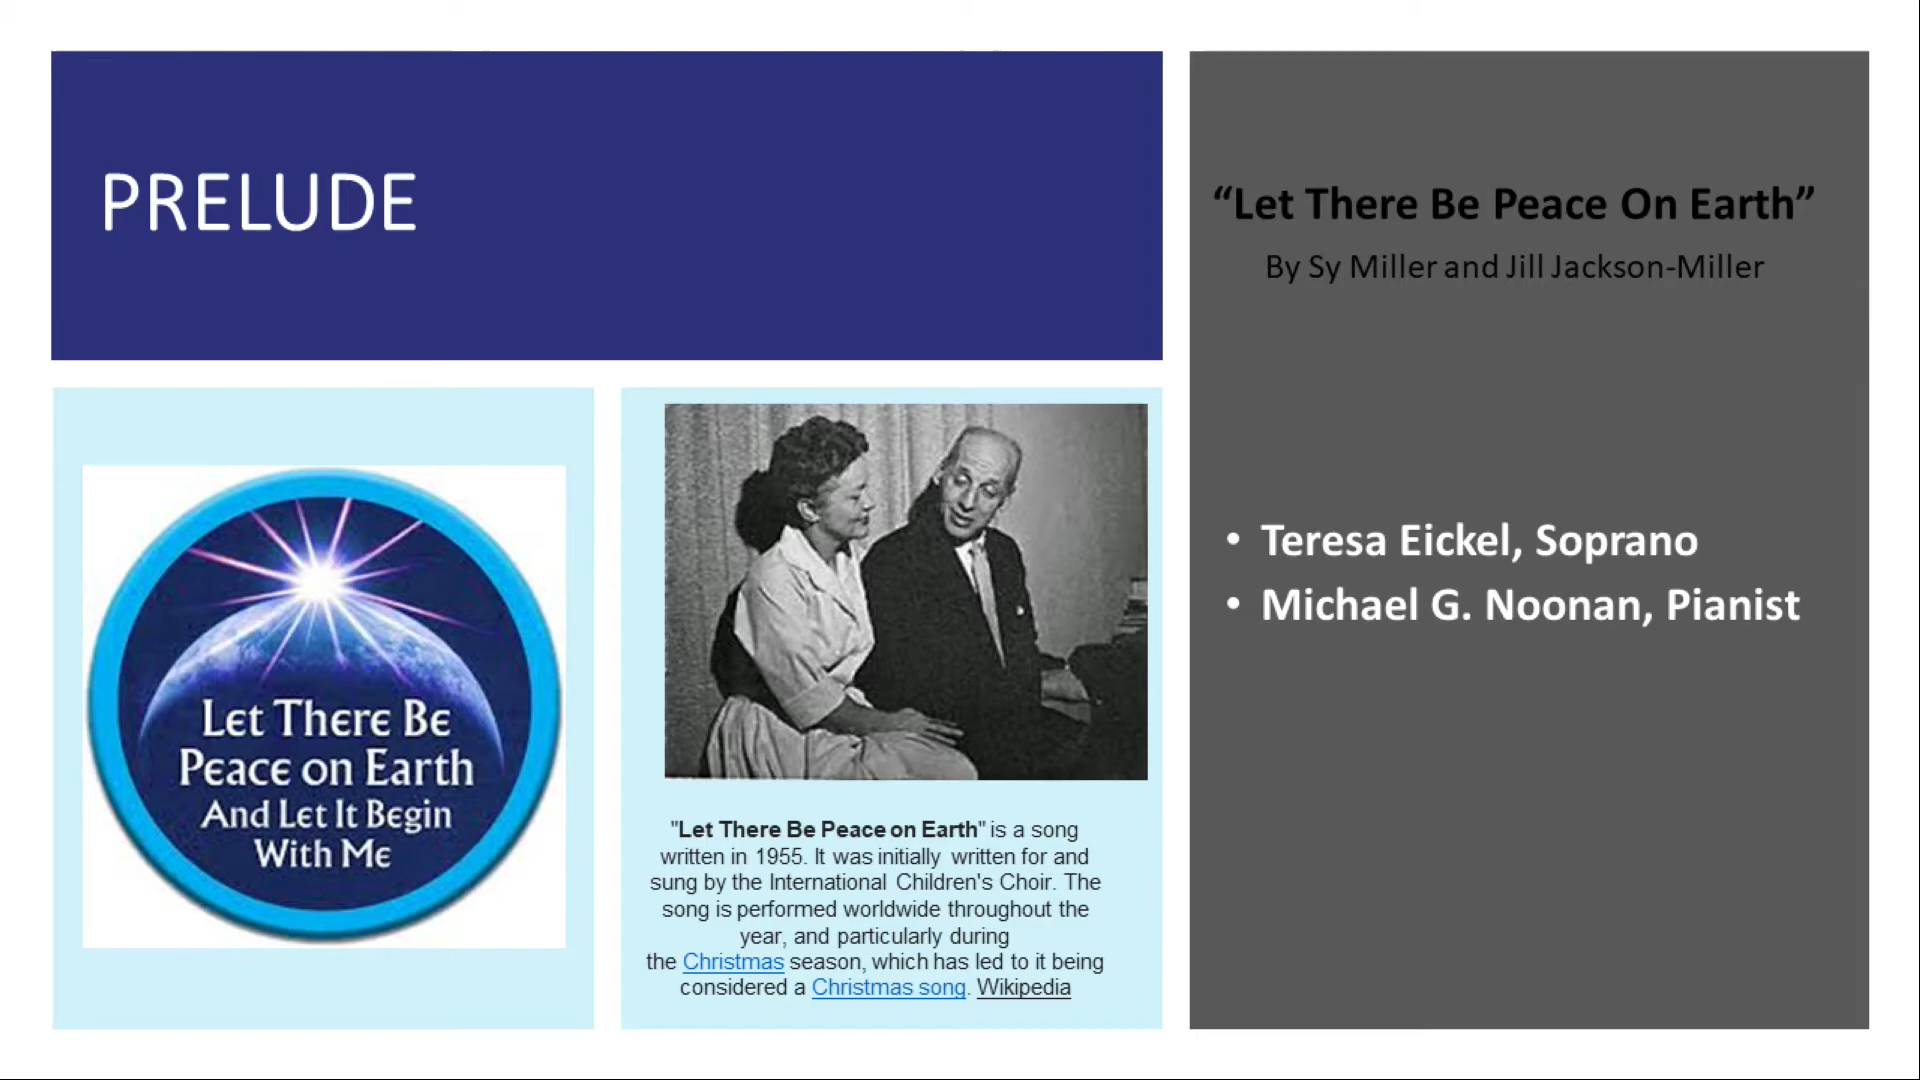 PRELUDE
Let There Be
Peace on Earth
And Let It Begin
With Me
"Let There Be Peace on Earth" is a song
written in 1955. It was initially written for and
sung by the International Children's Choir. The
song is performed worldwide throughout the
year, and particularly during
the Christmas season, which has led to it being
considered a Christmas song. Wikipedia
“Let There Be Peace On Earth”
By Sy Miller and Jill Jackson-Miller
• Teresa Eickel, Soprano
• Michael G. Noonan, Pianist